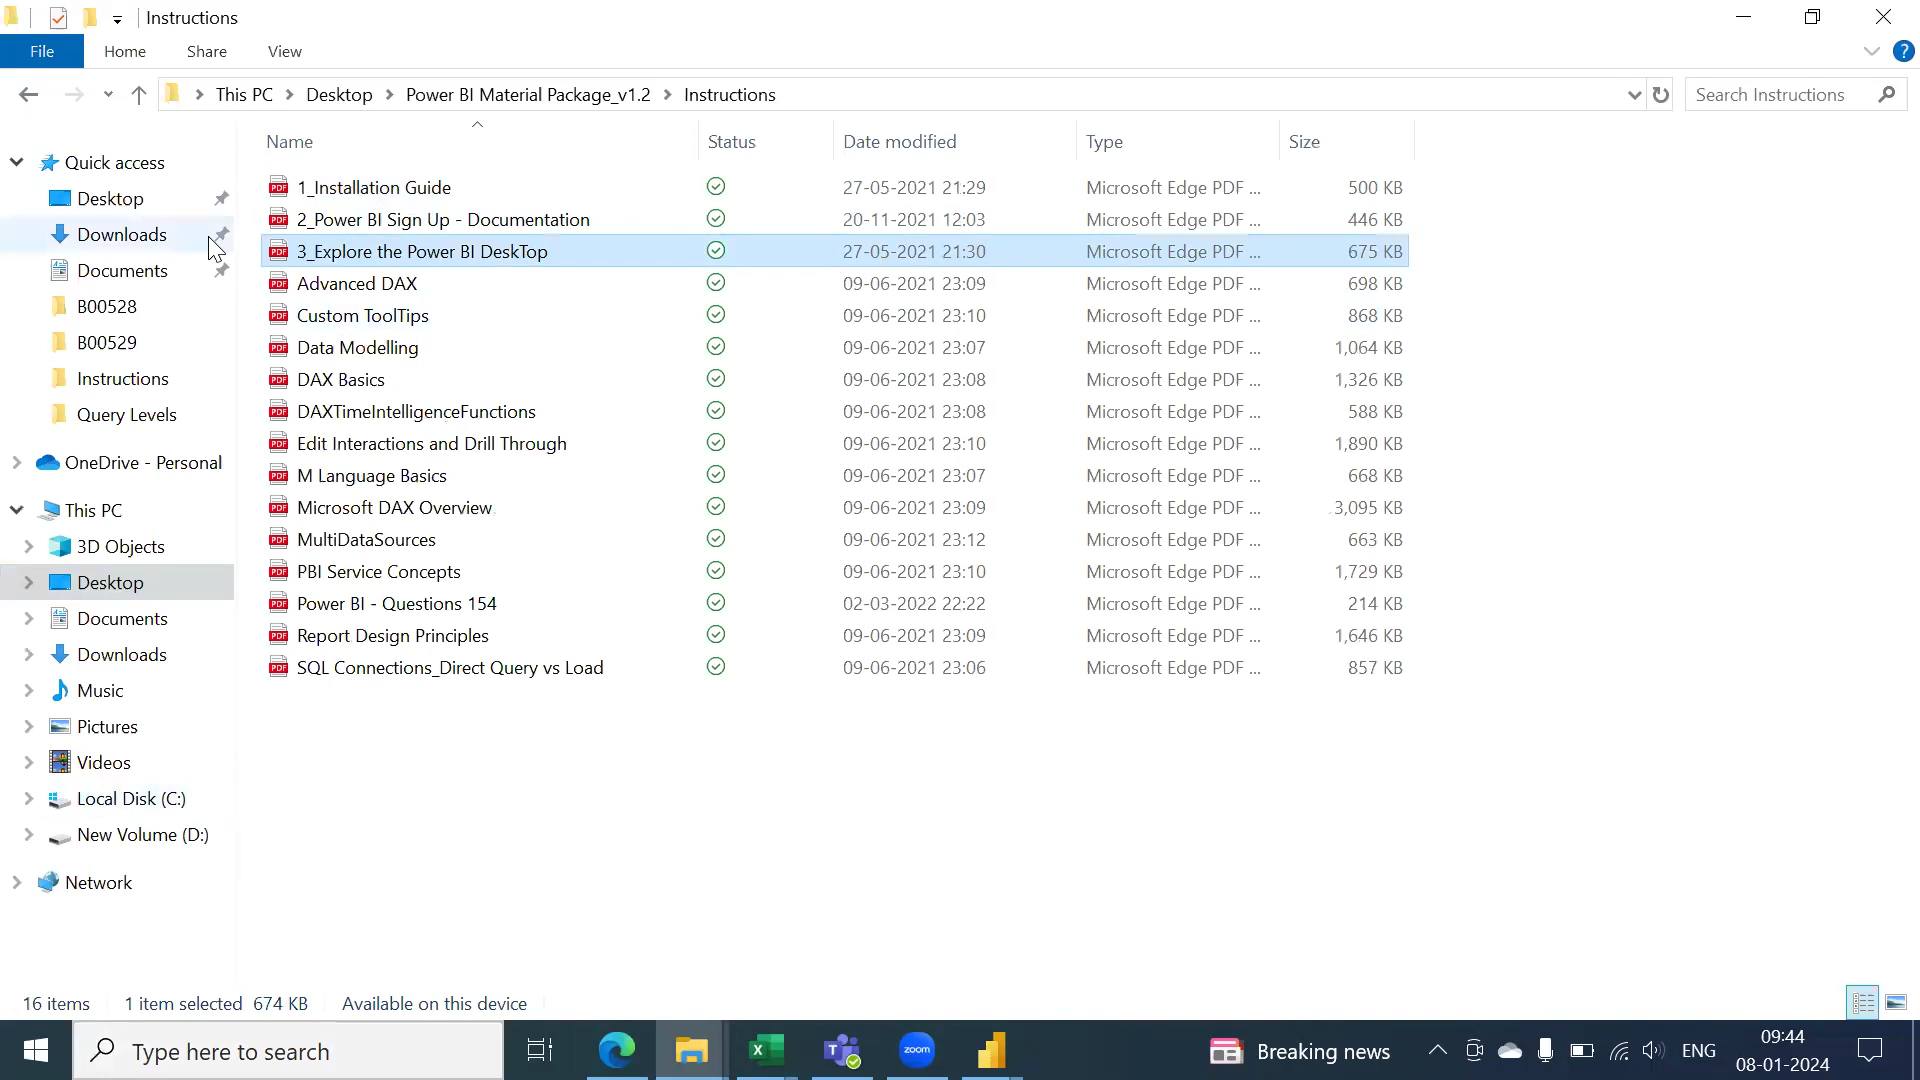 Instructions
File Home Share View
This PC Desktop Power BI Material Package_v1.2 Instructions
Search Instructions
Name Status Date modified Type Size
Quick access
Desktop
Downloads
Documents
B00528
B00529
Instructions
Query Levels
OneDrive - Personal
This PC
3D Objects
Desktop
Documents
Downloads
Music
Pictures
Videos
Local Disk (C:)
New Volume (D:)
Network
1_Installation Guide 27-05-2021 21:29 Microsoft Edge PDF ... 500 KB
2_Power BI Sign Up - Documentation 20-11-2021 12:03 Microsoft Edge PDF ... 446 KB
3_Explore the Power BI DeskTop 27-05-2021 21:30 Microsoft Edge PDF ... 675 KB
Advanced DAX 09-06-2021 23:09 Microsoft Edge PDF ... 698 KB
Custom ToolTips 09-06-2021 23:10 Microsoft Edge PDF ... 868 KB
Data Modelling 09-06-2021 23:07 Microsoft Edge PDF ... 1,064 KB
DAX Basics 09-06-2021 23:08 Microsoft Edge PDF ... 1,326 KB
DAXTimeIntelligenceFunctions 09-06-2021 23:08 Microsoft Edge PDF ... 588 KB
Edit Interactions and Drill Through 09-06-2021 23:10 Microsoft Edge PDF ... 1,890 KB
M Language Basics 09-06-2021 23:07 Microsoft Edge PDF ... 668 KB
Microsoft DAX Overview 09-06-2021 23:09 Microsoft Edge PDF ... 3,095 KB
MultiDataSources 09-06-2021 23:12 Microsoft Edge PDF ... 663 KB
PBI Service Concepts 09-06-2021 23:10 Microsoft Edge PDF ... 1,729 KB
Power BI - Questions 154 02-03-2022 22:22 Microsoft Edge PDF ... 214 KB
Report Design Principles 09-06-2021 23:09 Microsoft Edge PDF ... 1,646 KB
SQL Connections_Direct Query vs Load 09-06-2021 23:06 Microsoft Edge PDF ... 857 KB
16 items 1 item selected 674 KB Available on this device
Type here to search
zoom
Breaking news
ENG
09:44
08-01-2024